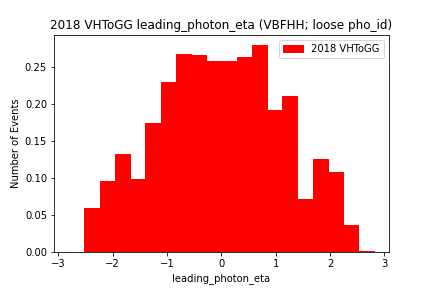 2018 VHToGG leading_photon_eta (VBFHH; loose pho_id)
2018 VHToGG
Number of Events
0.25
0.20
0.15
0.10
0.05
0.00
−3 −2 −1 0 1 2 3
leading_photon_eta